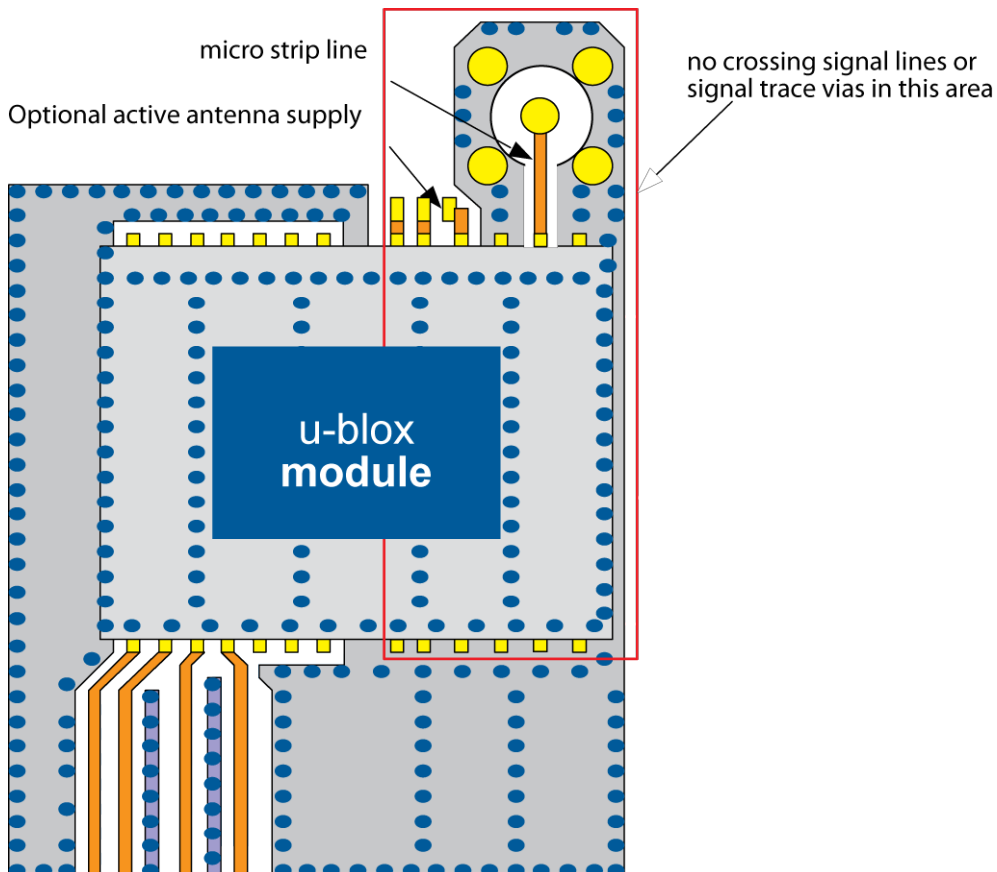 micro strip line
Optional active antenna supply
no crossing signal lines or
signal trace vias in this area
u-blox
module